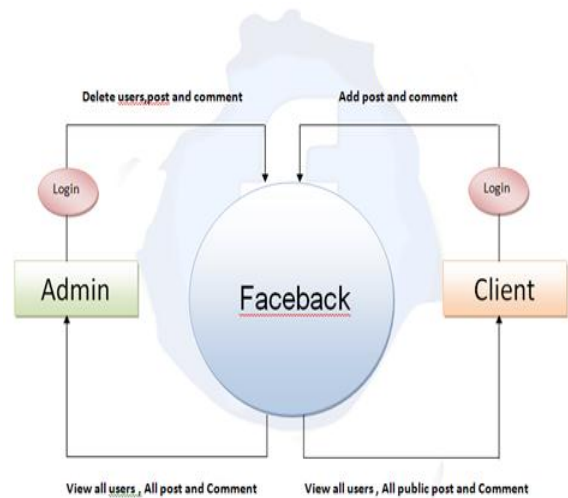 Delete users,post and comment
Add post and comment
Login
Login
Admin
Faceback
Client
View all users , All post and Comment
View all users , All public post and Comment